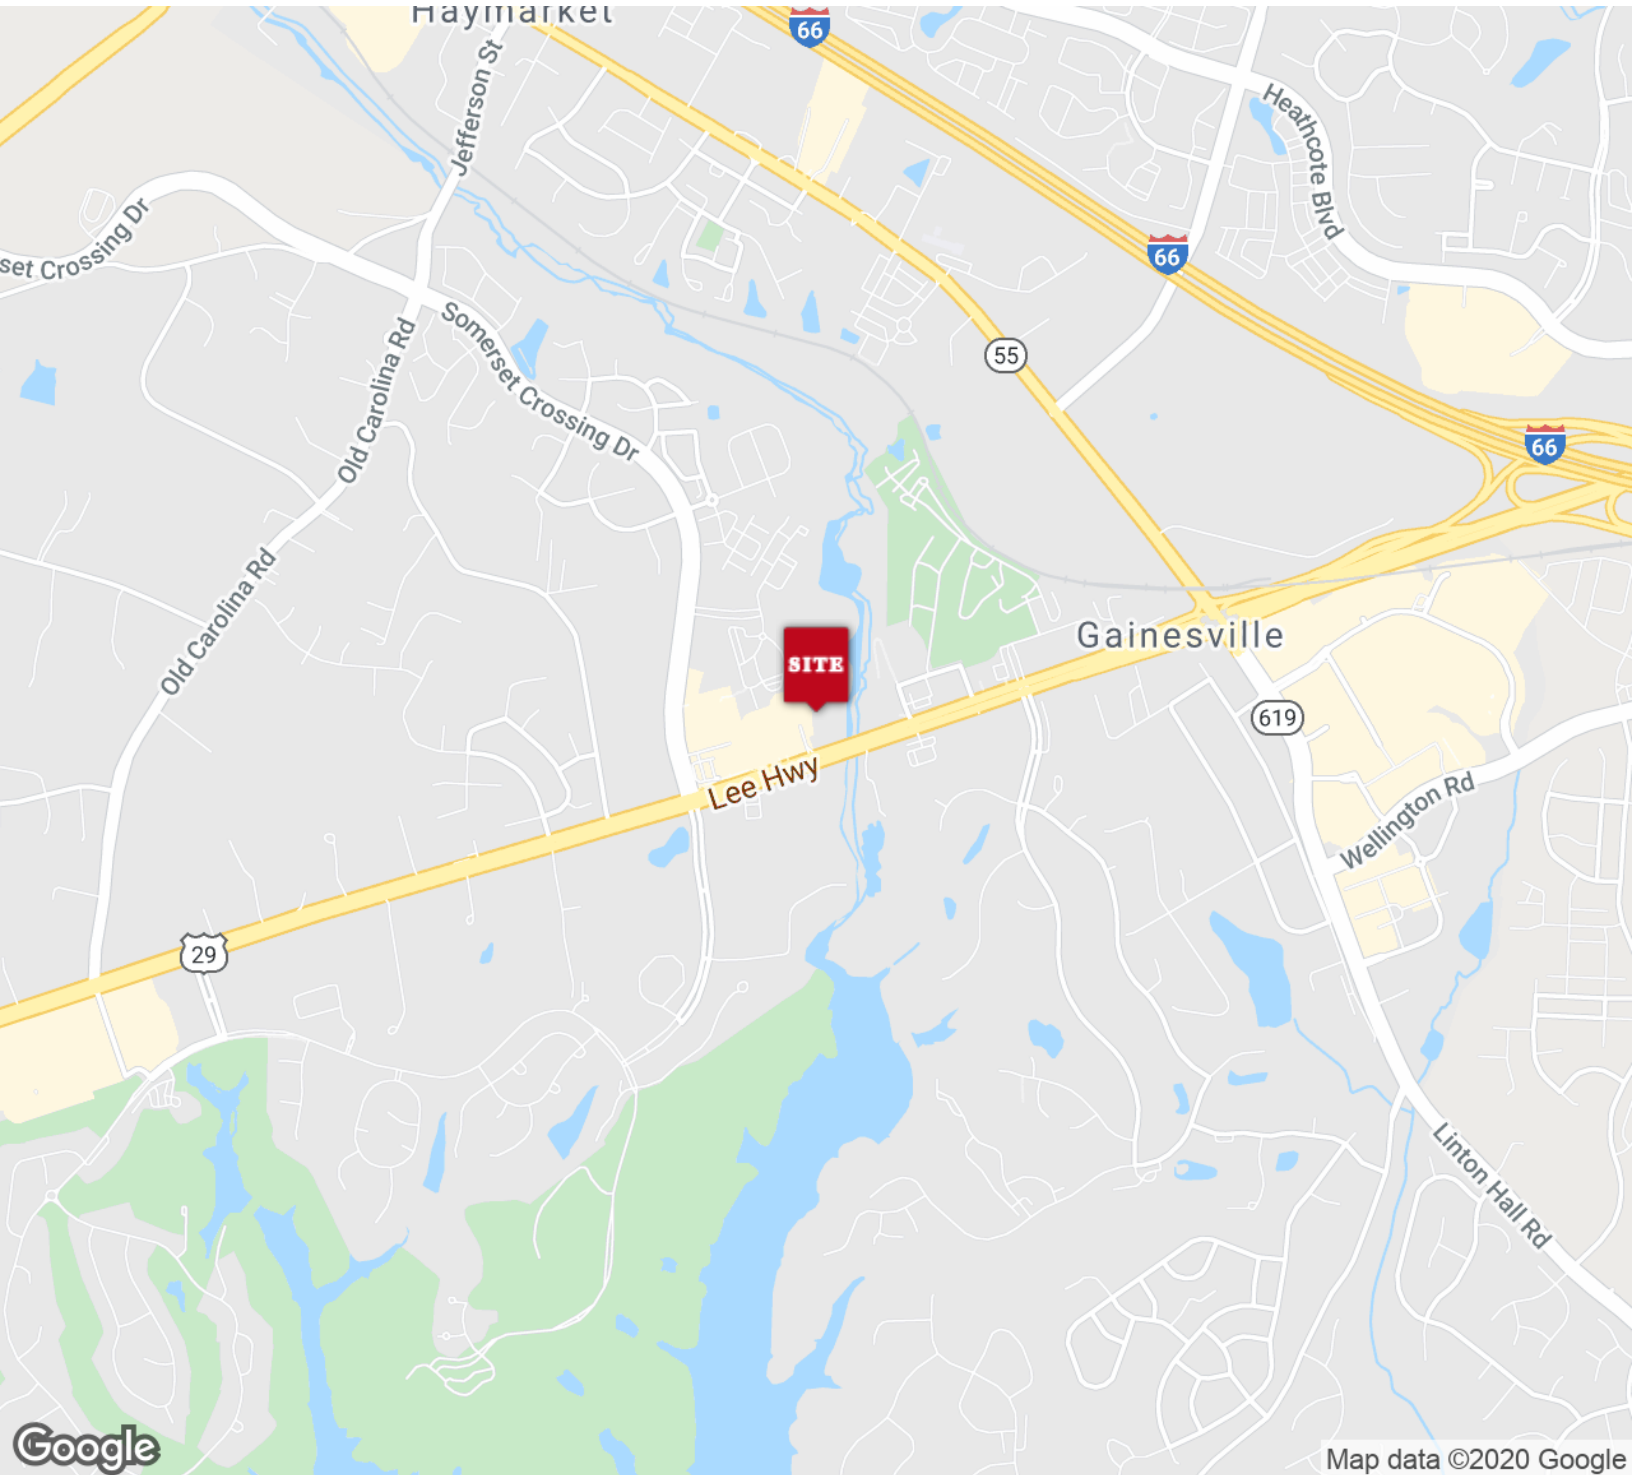 Haymarket
66
Jefferson St
Heathcote Blvd
set Crossing Dr
66
Somerset Crossing Dr
Old Carolina Rd
55
66
Old Carolina Rd
Gainesville
SITE
619
Lee Hwy
Wellington Rd
29
Linton Hall Rd
Google
Map data ©2020 Google